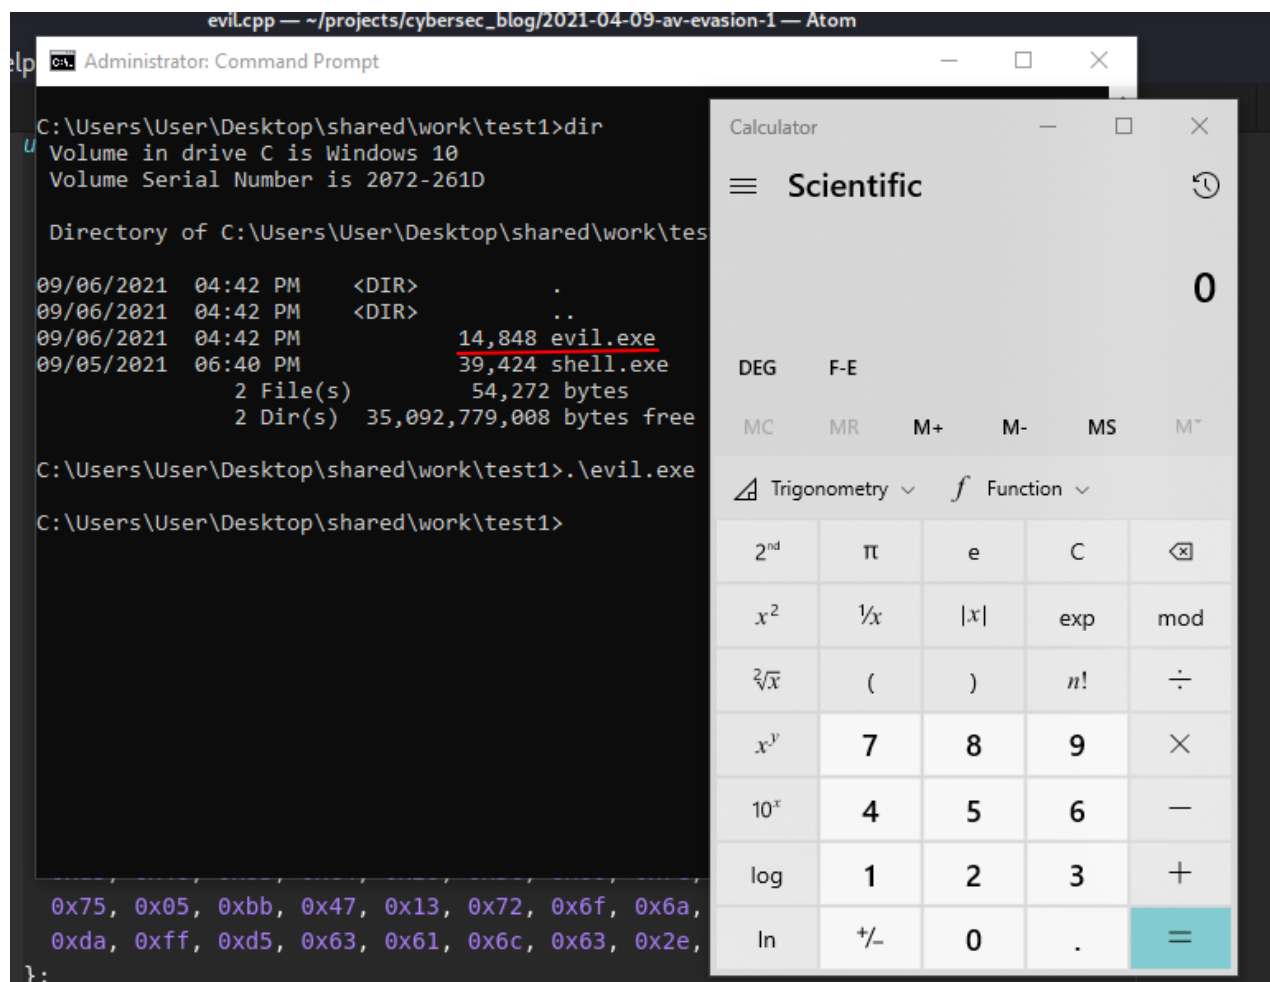 evil.cpp — ~/projects/cybersec_blog/2021-04-09-av-evasion-1 — Atom
elp
Administrator: Command Prompt
C:\Users\User\Desktop\shared\work\test1>dir
u
Volume in drive C is Windows 10
Volume Serial Number is 2072-261D
Directory of C:\Users\User\Desktop\shared\work\tes
09/06/2021 04:42 PM <DIR> .
09/06/2021 04:42 PM <DIR> ..
09/06/2021 04:42 PM 14,848 evil.exe
09/05/2021 06:40 PM 39,424 shell.exe
2 File(s) 54,272 bytes
2 Dir(s) 35,092,779,008 bytes free
C:\Users\User\Desktop\shared\work\test1>.\evil.exe
C:\Users\User\Desktop\shared\work\test1>
0x75, 0x05, 0xbb, 0x47, 0x13, 0x72, 0x6f, 0x6a,
0xda, 0xff, 0xd5, 0x63, 0x61, 0x6c, 0x63, 0x2e,
};
Calculator
Scientific
0
DEG F-E
MC MR M+ M- MS M˅
Trigonometry f Function
2ⁿᵈ π e C
x² ¹/x |x| exp mod
²√x ( ) n! ÷
xʸ 7 8 9 ×
10ˣ 4 5 6 −
log 1 2 3 +
ln +/− 0 . =